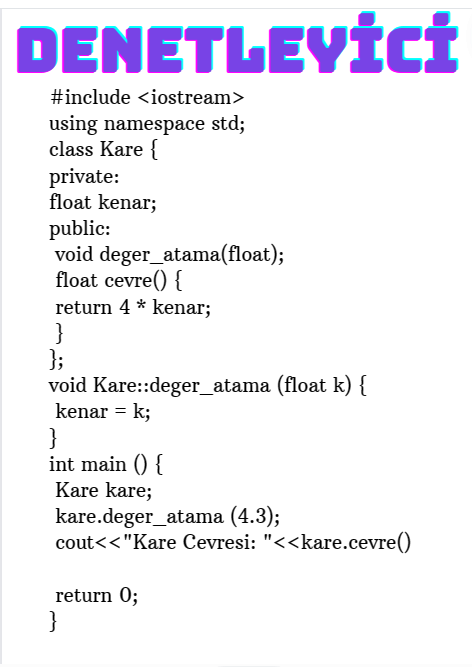 DENETLEYİCİ
#include <iostream>
using namespace std;
class Kare {
private:
float kenar;
public:
void deger_atama(float);
float cevre() {
return 4 * kenar;
}
};
void Kare::deger_atama (float k) {
kenar = k;
}
int main () {
Kare kare;
kare.deger_atama (4.3);
cout<<"Kare Cevresi: "<<kare.cevre()
return 0;
}